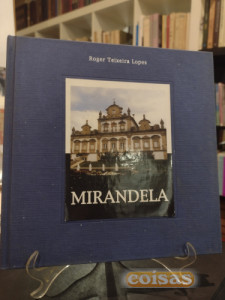 Roger Teixeira Lopes
MIRANDELA
coisas